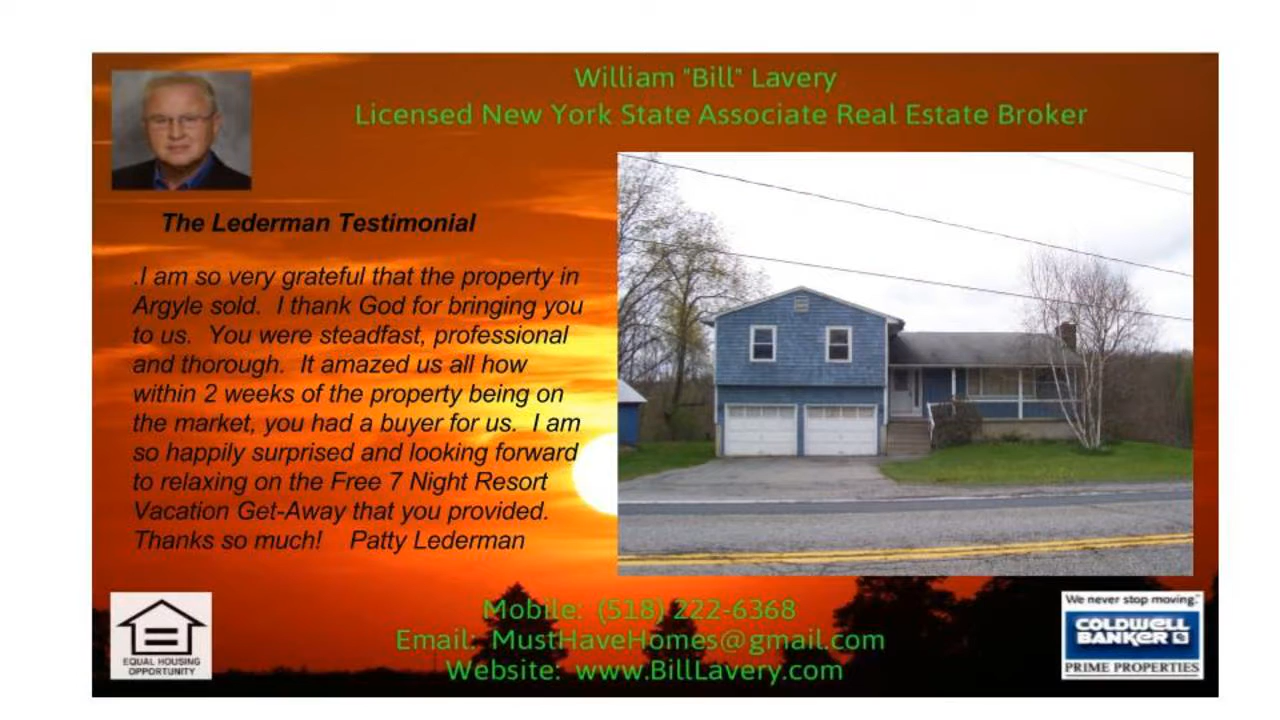 William "Bill" Lavery
Licensed New York State Associate Real Estate Broker
The Lederman Testimonial
.I am so very grateful that the property in
Argyle sold.  I thank God for bringing you
to us.  You were steadfast, professional
and thorough.  It amazed us all how
within 2 weeks of the property being on
the market, you had a buyer for us.  I am
so happily surprised and looking forward
to relaxing on the Free 7 Night Resort
Vacation Get-Away that you provided.
Thanks so much!    Patty Lederman
Mobile:  (518) 222-6368
Email:  MustHaveHomes@gmail.com
Website:  www.BillLavery.com
EQUAL HOUSING
OPPORTUNITY
We never stop moving.™
COLDWELL
BANKER
PRIME PROPERTIES